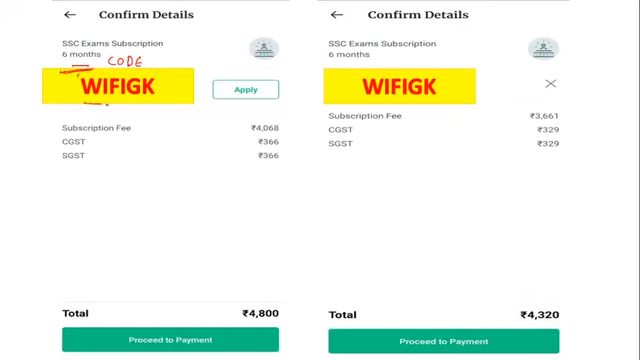 Confirm Details
SSC Exams Subscription
6 months
CODE
WIFIGK
Apply
Subscription Fee ₹4,068
CGST ₹366
SGST ₹366
Total ₹4,800
Proceed to Payment
Confirm Details
SSC Exams Subscription
6 months
WIFIGK
Subscription Fee ₹3,661
CGST ₹329
SGST ₹329
Total ₹4,320
Proceed to Payment